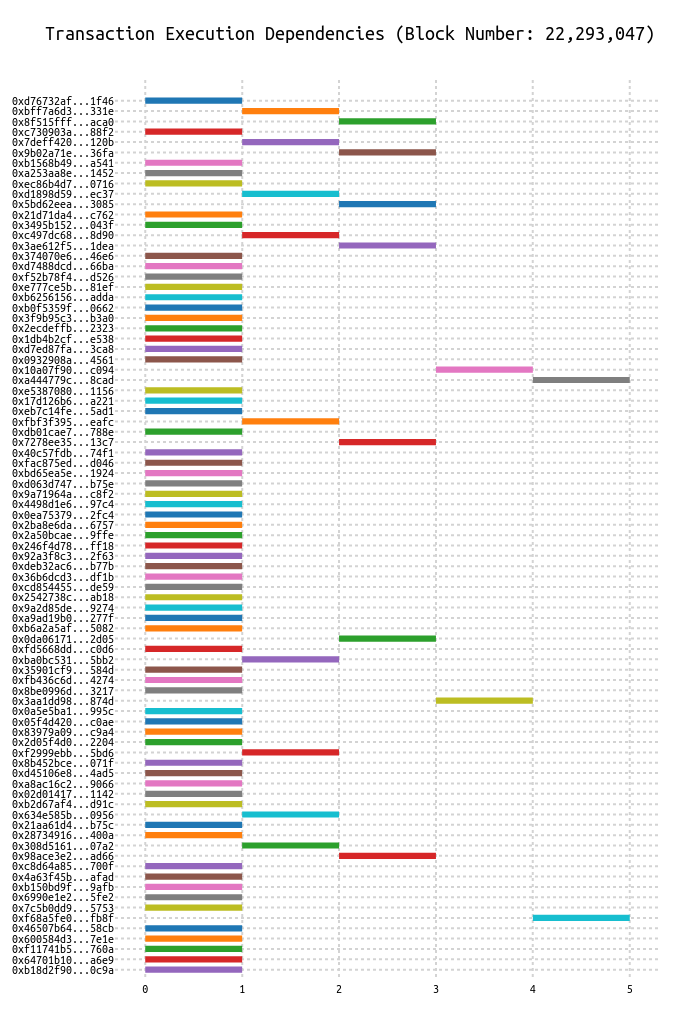 Transaction Execution Dependencies (Block Number: 22,293,047)
0xd76732af...1f46
0xbff7a6d3...331e
0x8f515fff...aca0
0xc730903a...88f2
0x7deff420...120b
0x9b02a71e...36fa
0xb1568b49...a541
0xa253aa8e...1452
0xec86b4d7...0716
0xd1898d59...ec37
0x5bd62eea...3085
0x21d71da4...c762
0x3495b152...043f
0xc497dc68...8d90
0x3ae612f5...1dea
0x374070e6...46e6
0xd7488dcd...66ba
0xf52b78f4...d526
0xe777ce5b...81ef
0xb6256156...adda
0xb0f5359f...0662
0x3f9b95c3...b3a0
0x2ecdeffb...2323
0x1db4b2cf...e538
0xd7ed87fa...3ca8
0x0932908a...4561
0x10a07f90...c094
0xa444779c...8cad
0xe5387080...1156
0x17d126b6...a221
0xeb7c14fe...5ad1
0xfbf3f395...eafc
0xdb01cae7...788e
0x7278ee35...13c7
0x40c57fdb...74f1
0xfac875ed...d046
0xbd65ea5e...1924
0xd063d747...b75e
0x9a71964a...c8f2
0x4498d1e6...97c4
0x0ea75379...2fc4
0x2ba8e6da...6757
0x2a50bcae...9ffe
0x246f4d78...ff18
0x92a3f8c3...2f63
0xdeb32ac6...b77b
0x36b6dcd3...df1b
0xcd854455...de59
0x2542738c...ab18
0x9a2d85de...9274
0xa9ad19b0...277f
0xb6a2a5af...5082
0x0da06171...2d05
0xfd5668dd...c0d6
0xba0bc531...5bb2
0x35901cf9...584d
0xfb436c6d...4274
0x8be0996d...3217
0x3aa1dd98...874d
0x0a5e5ba1...995c
0x05f4d420...c0ae
0x83979a09...c9a4
0x2d05f4d0...2204
0xf2999ebb...5bd6
0x8b452bce...071f
0xd45106e8...4ad5
0xa8ac16c2...9066
0x02d01417...1142
0xb2d67af4...d91c
0x634e585b...0956
0x21aa61d4...b75c
0x28734916...400a
0x308d5161...07a2
0x98ace3e2...ad66
0xc8d64a85...700f
0x4a63f45b...afad
0xb150bd9f...9afb
0x6990e1e2...5fe2
0x7c5b0dd9...5753
0xf68a5fe0...fb8f
0x46507b64...58cb
0x600584d3...7e1e
0xf11741b5...760a
0x64701b10...a6e9
0xb18d2f90...0c9a
0 1 2 3 4 5